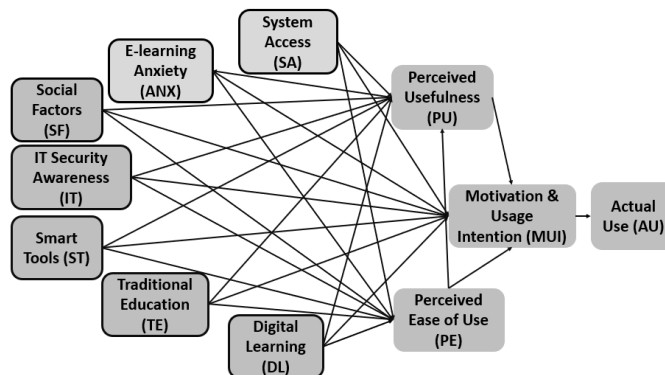 System
Access
(SA)
E-learning
Anxiety
(ANX)
Social
Factors
(SF)
IT Security
Awareness
(IT)
Smart
Tools (ST)
Traditional
Education
(TE)
Digital
Learning
(DL)
Perceived
Usefulness
(PU)
Motivation &
Usage
Intention (MUI)
Perceived
Ease of Use
(PE)
Actual
Use (AU)